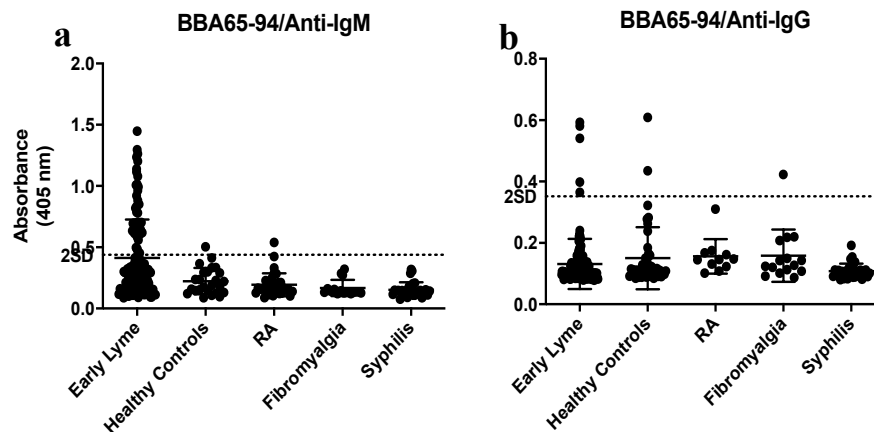 a
BBA65-94/Anti-IgM
Absorbance
(405 nm)
2.0
1.5
1.0
0.5
2SD
0.0
Early Lyme
Healthy Controls
RA
Fibromyalgia
Syphilis
b
BBA65-94/Anti-IgG
0.8
0.6
0.4
2SD
0.2
0.0
Early Lyme
Healthy Controls
RA
Fibromyalgia
Syphilis